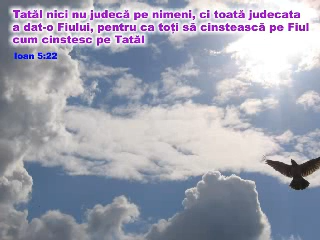 Tatăl nici nu judecă pe nimeni, ci toată judecata
a dat-o Fiului, pentru ca toți să cinstească pe Fiul
cum cinstesc pe Tatăl
Ioan 5:22